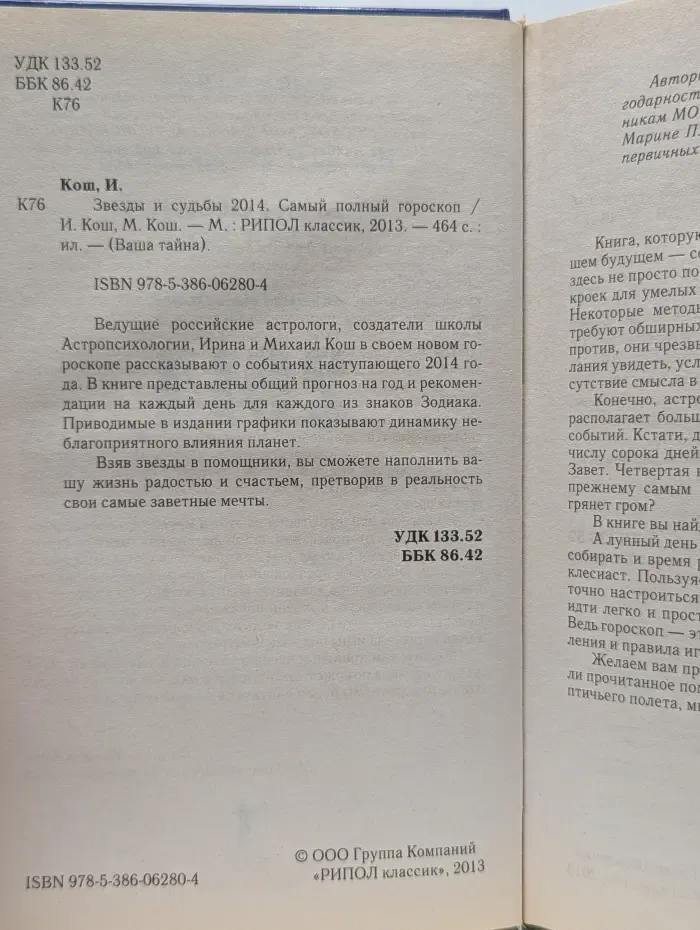 УДК 133.52
ББК 86.42
К76
Кош, И.
К76 Звезды и судьбы 2014. Самый полный гороскоп /
И. Кош, М. Кош. — М. : РИПОЛ классик, 2013. — 464 с. :
ил. — (Ваша тайна).
ISBN 978-5-386-06280-4
Ведущие российские астрологи, создатели школы
Астропсихологии, Ирина и Михаил Кош в своем новом го-
роскопе рассказывают о событиях наступающего 2014 го-
да. В книге представлены общий прогноз на год и рекомен-
дации на каждый день для каждого из знаков Зодиака.
Приводимые в издании графики показывают динамику не-
благоприятного влияния планет.
Взяв звезды в помощники, вы сможете наполнить ва-
шу жизнь радостью и счастьем, претворив в реальность
свои самые заветные мечты.
УДК 133.52
ББК 86.42
© ООО Группа Компаний
«РИПОЛ классик», 2013
ISBN 978-5-386-06280-4
Автор
годарност
никам МО
Марине П
первичных
Книга, котору
шем будущем — с
здесь не просто по
кроек для умелых
Некоторые метод
требуют обширных
против, они чрезв
лания увидеть, усл
сутствие смысла в
Конечно, астр
располагает больш
событий. Кстати, д
числу сорока дней
Завет. Четвертая
прежнему самым
грянет гром?
В книге вы най
А лунный день
собирать и время
клесиаст. Пользуя
точно настроиться
идти легко и прост
Ведь гороскоп — э
ления и правила иг
Желаем вам пр
ли прочитанное по
птичьего полета, м